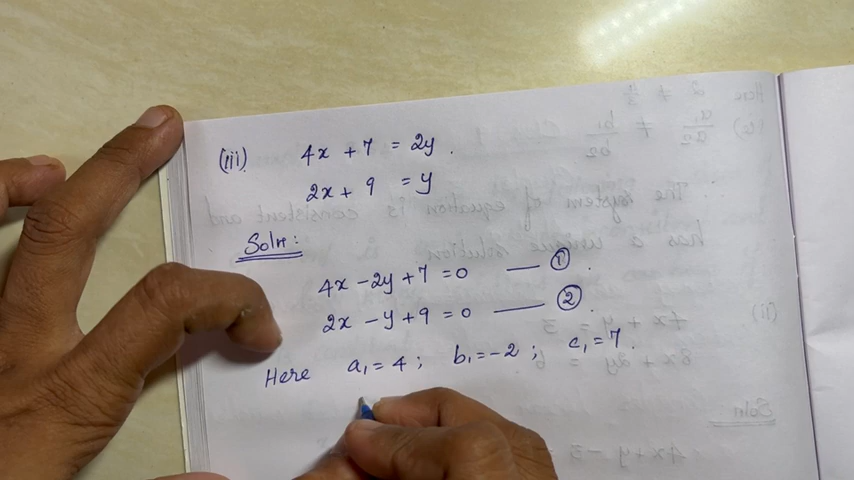 (iii) 4x + 7 = 2y.
2x + 9 = y
Soln:
4x - 2y + 7 = 0 — ① .
2x - y + 9 = 0 — ② .
Here a₁ = 4 ; b₁ = -2 ; c₁ = 7 .